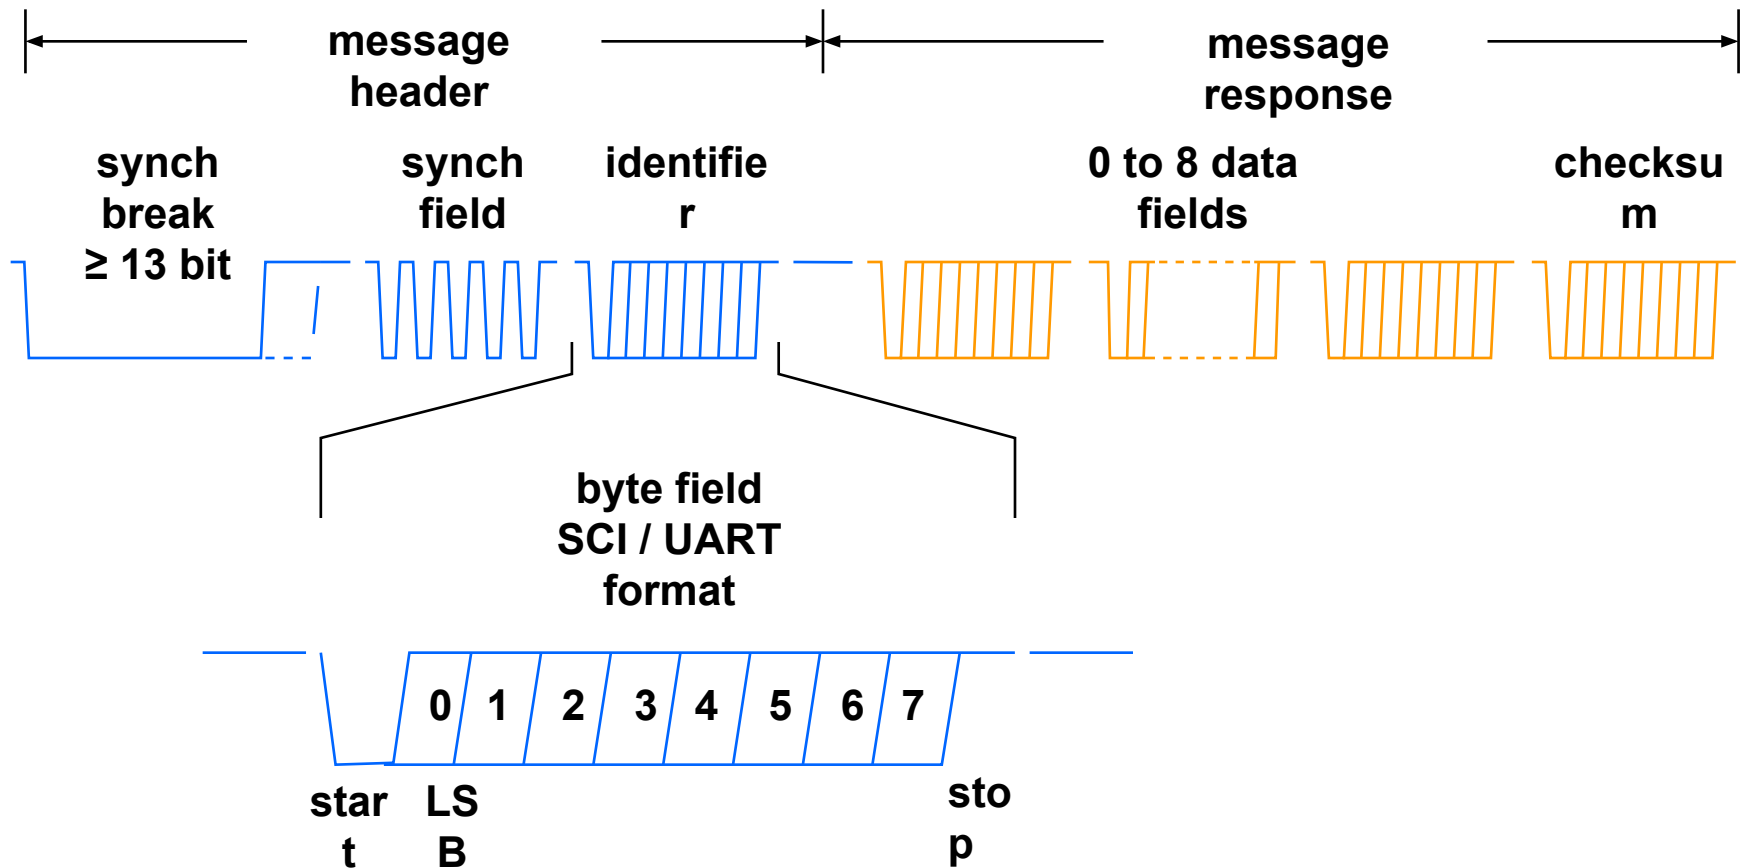 message
header
message
response
synch
break
≥ 13 bit
synch
field
identifie
r
0 to 8 data
fields
checksu
m
byte field
SCI / UART
format
0 1 2 3 4 5 6 7
star
t
LS
B
sto
p